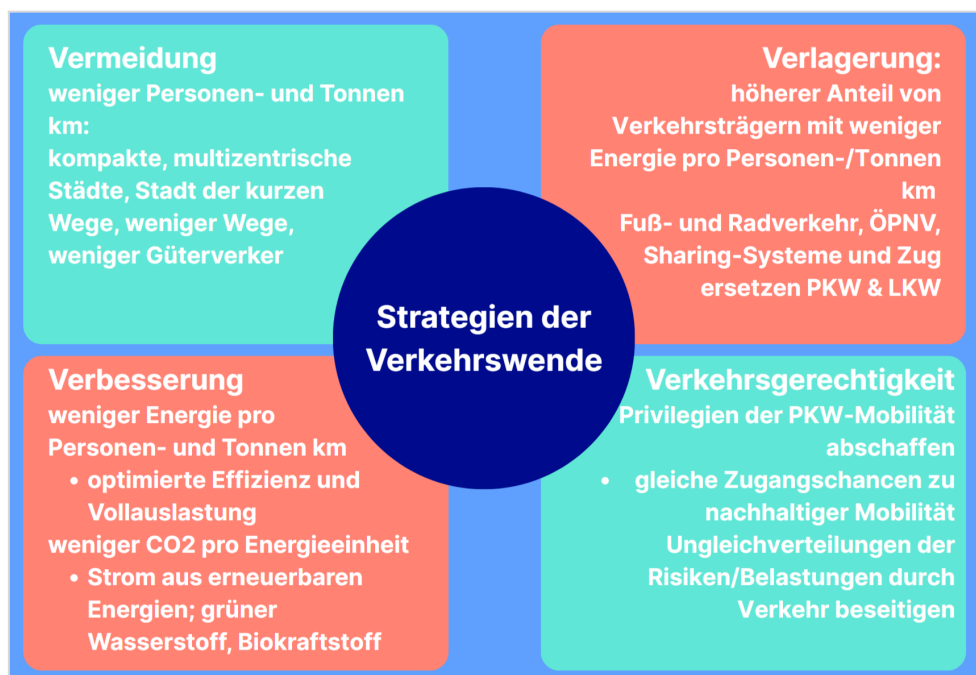 Vermeidung
weniger Personen- und Tonnen
km:
kompakte, multizentrische
Städte, Stadt der kurzen
Wege, weniger Wege,
weniger Güterverker
Verlagerung:
höherer Anteil von
Verkehrsträgern mit weniger
Energie pro Personen-/Tonnen
km
Fuß- und Radverkehr, ÖPNV,
Sharing-Systeme und Zug
ersetzen PKW & LKW
Strategien der
Verkehrswende
Verbesserung
weniger Energie pro
Personen- und Tonnen km
• optimierte Effizienz und
Vollauslastung
weniger CO2 pro Energieeinheit
• Strom aus erneuerbaren
Energien; grüner
Wasserstoff, Biokraftstoff
Verkehrsgerechtigkeit
Privilegien der PKW-Mobilität
abschaffen
• gleiche Zugangschancen zu
nachhaltiger Mobilität
Ungleichverteilungen der
Risiken/Belastungen durch
Verkehr beseitigen